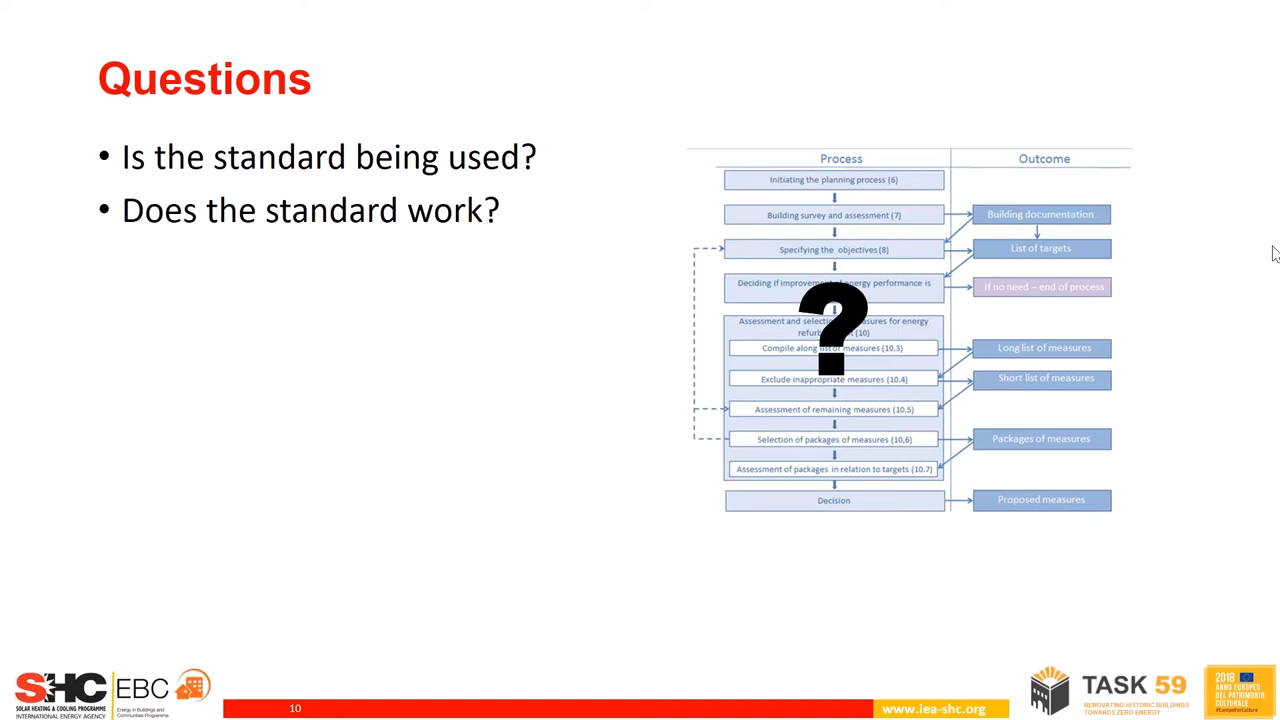 Questions
• Is the standard being used?
• Does the standard work?
Process
Outcome
Initiating the planning process (6)
Building survey and assessment (7)
Building documentation
Specifying the objectives (8)
List of targets
Deciding if improvement of energy performance is
If no need – end of process
Assessment and selection measures for energy
refurb (10)
Compile along list of measures (10.3)
Long list of measures
Exclude inappropriate measures (10.4)
Short list of measures
Assessment of remaining measures (10.5)
Selection of packages of measures (10,6)
Packages of measures
Assessment of packages in relation to targets (10.7)
Decision
Proposed measures
?
SHC
SOLAR HEATING & COOLING PROGRAMME
INTERNATIONAL ENERGY AGENCY
EBC
Energy in Buildings and
Communities Programme
10
www.iea-shc.org
TASK 59
RENOVATING HISTORIC BUILDINGS
TOWARDS ZERO ENERGY
2018
ANNO EUROPEO
DEL PATRIMONIO
CULTURALE
#EuropeForCulture